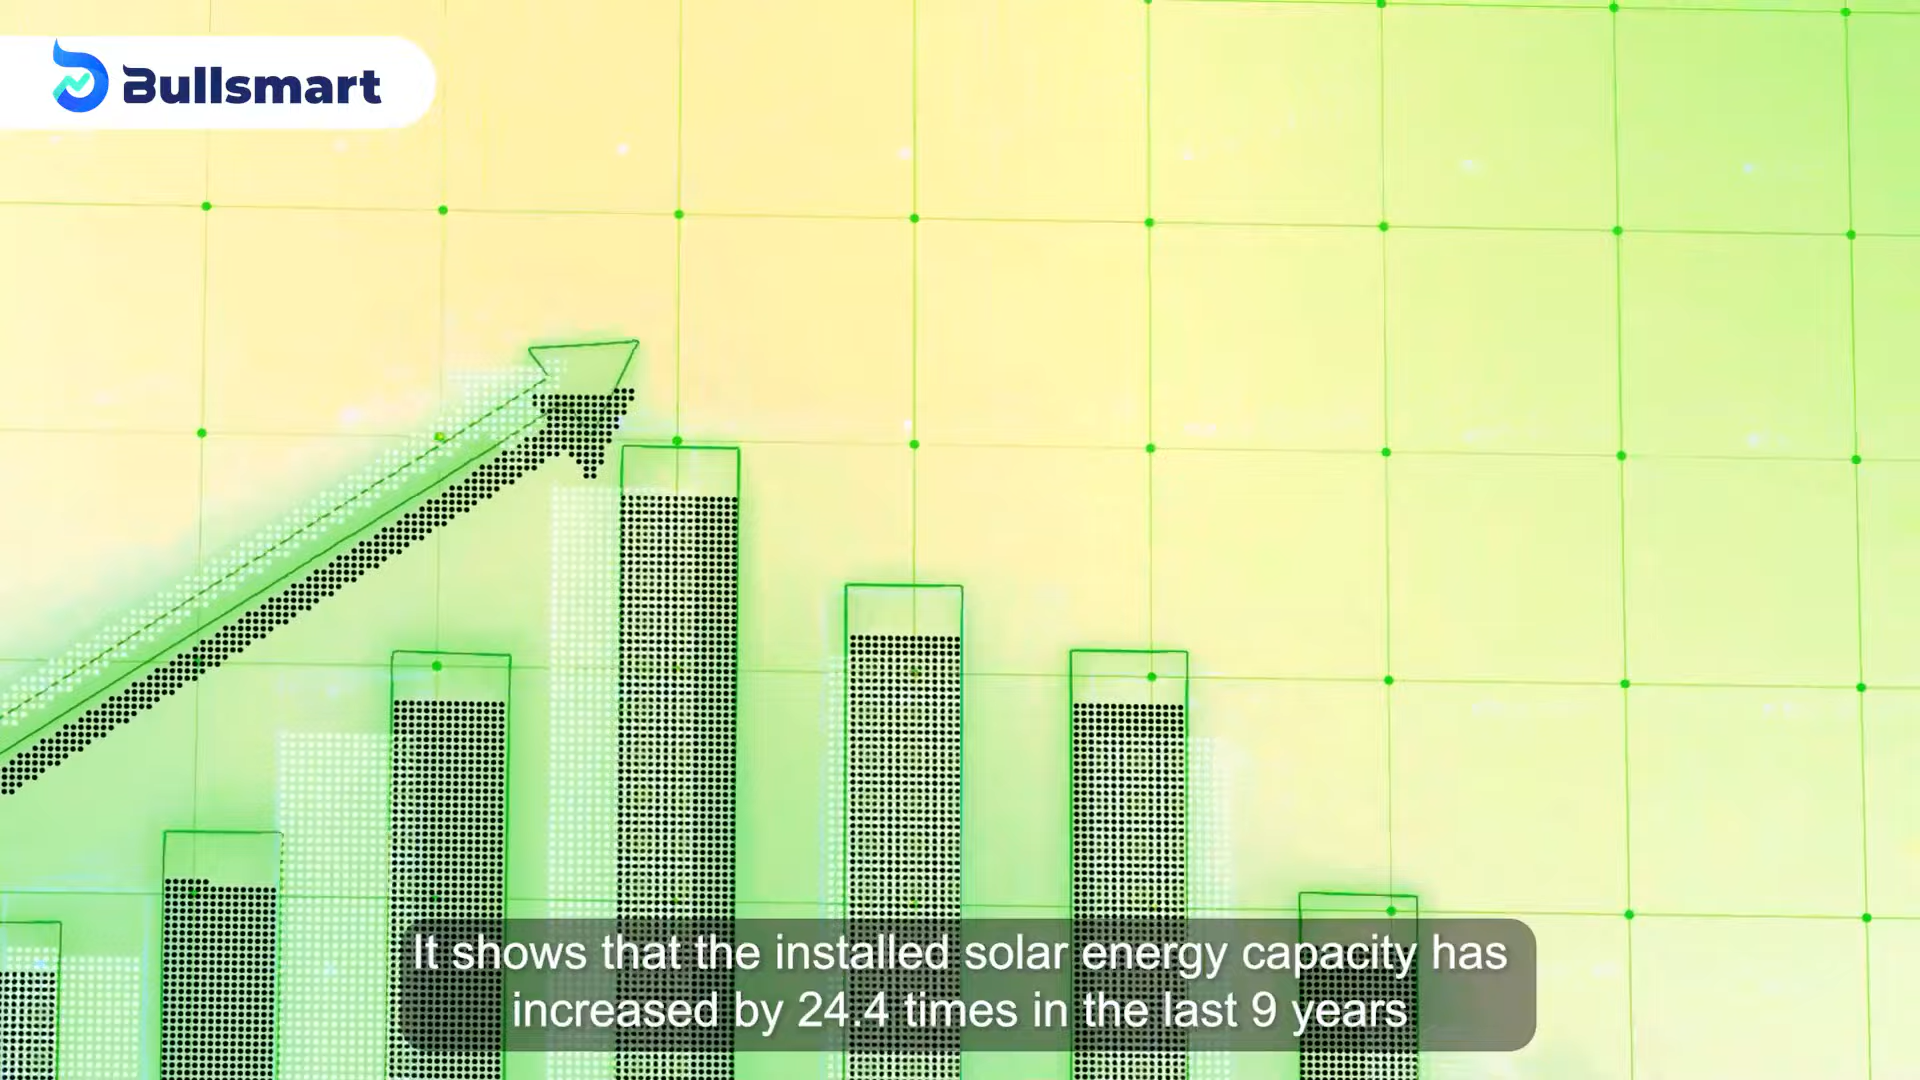 Bullsmart
It shows that the installed solar energy capacity has
increased by 24.4 times in the last 9 years